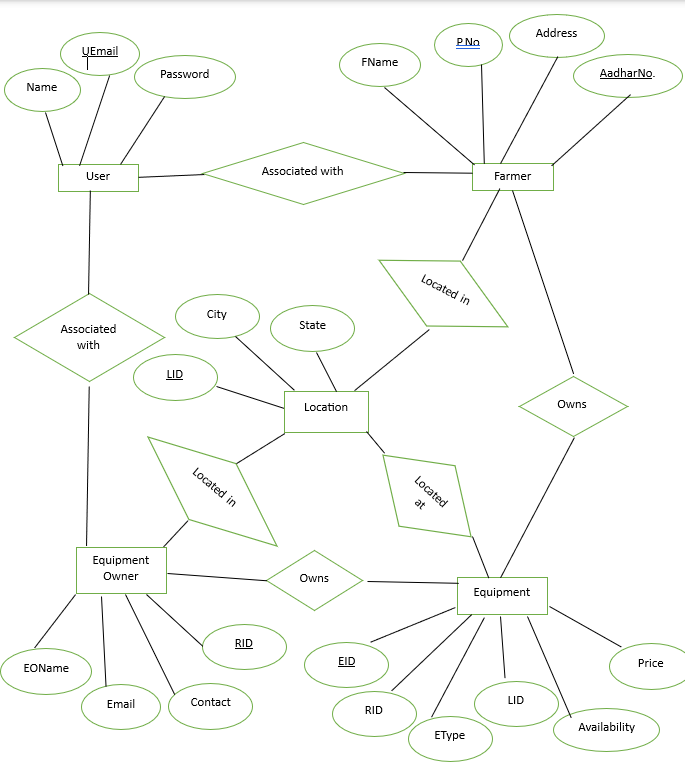 UEmail
Name
Password
FName
P.No
Address
AadharNo.
User
Associated with
Farmer
Located in
City
State
Associated
with
LID
Location
Owns
Located in
Located
at
Equipment
Owner
Owns
Equipment
RID
EID
Price
EOName
Email
Contact
RID
LID
EType
Availability